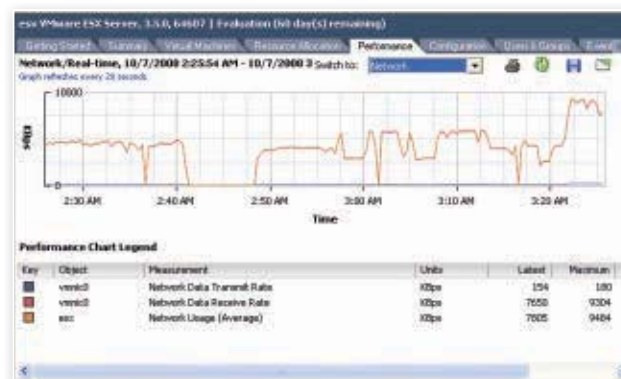 esx VMware ESX Server, 3.5.0, 64607 | Evaluation (60 day(s) remaining)
Getting Started Summary Virtual Machines Resource Allocation Performance Configuration Users & Groups Event
Network/Real-time, 10/7/2008 2:25:54 AM - 10/7/2008 3 Switch to: Network
Graph refreshes every 20 seconds
10000
KBps
0
2:30 AM 2:40 AM 2:50 AM 3:00 AM 3:10 AM 3:20 AM
Time
Performance Chart Legend
Key Object Measurement Units Latest Maximum
vmnic0 Network Data Transmit Rate KBps 154 180
vmnic0 Network Data Receive Rate KBps 7650 9304
esx Network Usage (Average) KBps 7805 9484